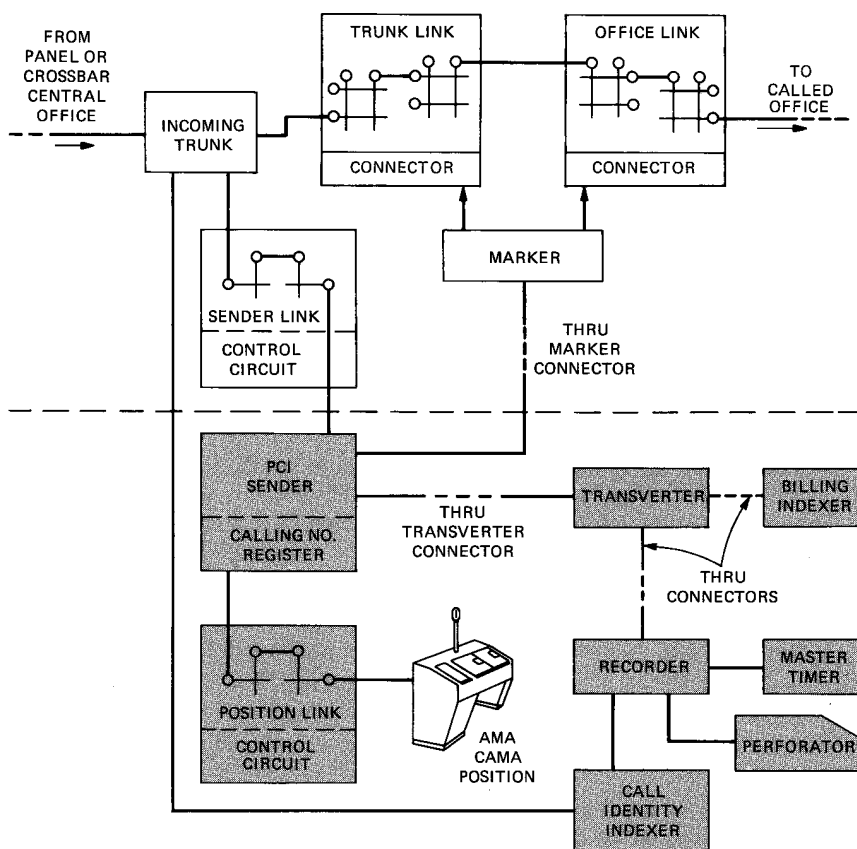 FROM
PANEL OR
CROSSBAR
CENTRAL
OFFICE
INCOMING
TRUNK
TRUNK LINK
CONNECTOR
OFFICE LINK
CONNECTOR
TO
CALLED
OFFICE
MARKER
SENDER LINK
CONTROL
CIRCUIT
THRU
MARKER
CONNECTOR
PCI
SENDER
CALLING NO.
REGISTER
THRU
TRANSVERTER
CONNECTOR
TRANSVERTER
BILLING
INDEXER
THRU
CONNECTORS
POSITION LINK
CONTROL
CIRCUIT
AMA
CAMA
POSITION
RECORDER
MASTER
TIMER
PERFORATOR
CALL
IDENTITY
INDEXER